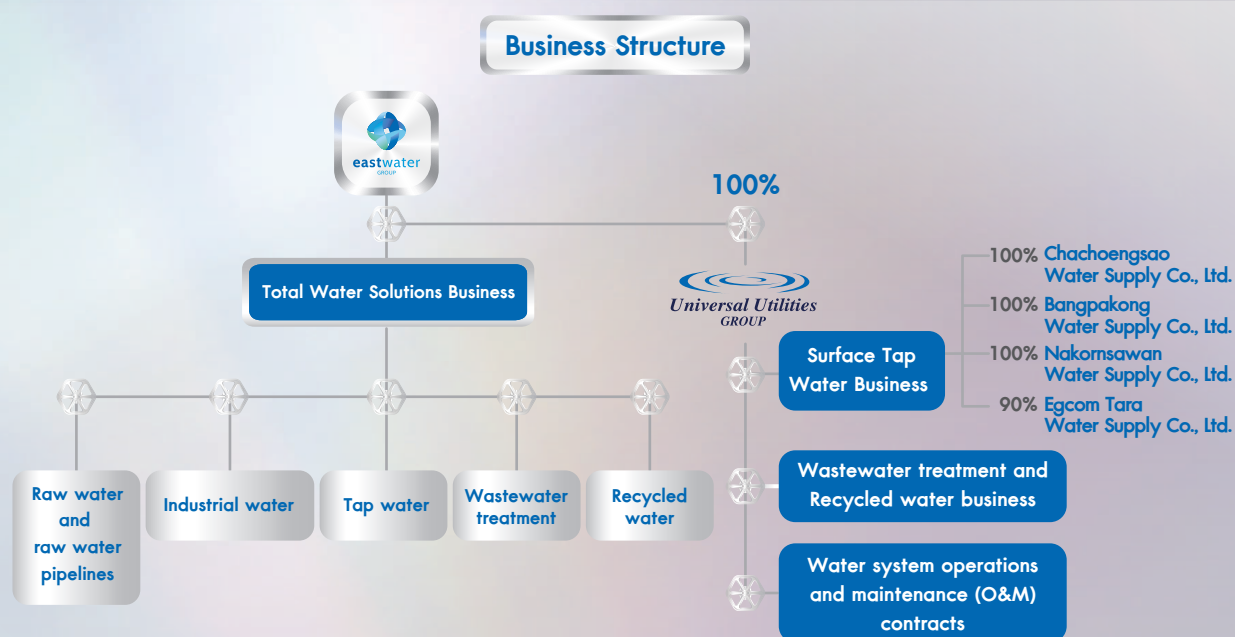 Business Structure
eastwater
GROUP
100%
Total Water Solutions Business
Universal Utilities
GROUP
Raw water
and
raw water
pipelines
Industrial water
Tap water
Wastewater
treatment
Recycled
water
Surface Tap
Water Business
100% Chachoengsao
Water Supply Co., Ltd.
100% Bangpakong
Water Supply Co., Ltd.
100% Nakornsawan
Water Supply Co., Ltd.
90% Egcom Tara
Water Supply Co., Ltd.
Wastewater treatment and
Recycled water business
Water system operations
and maintenance (O&M)
contracts